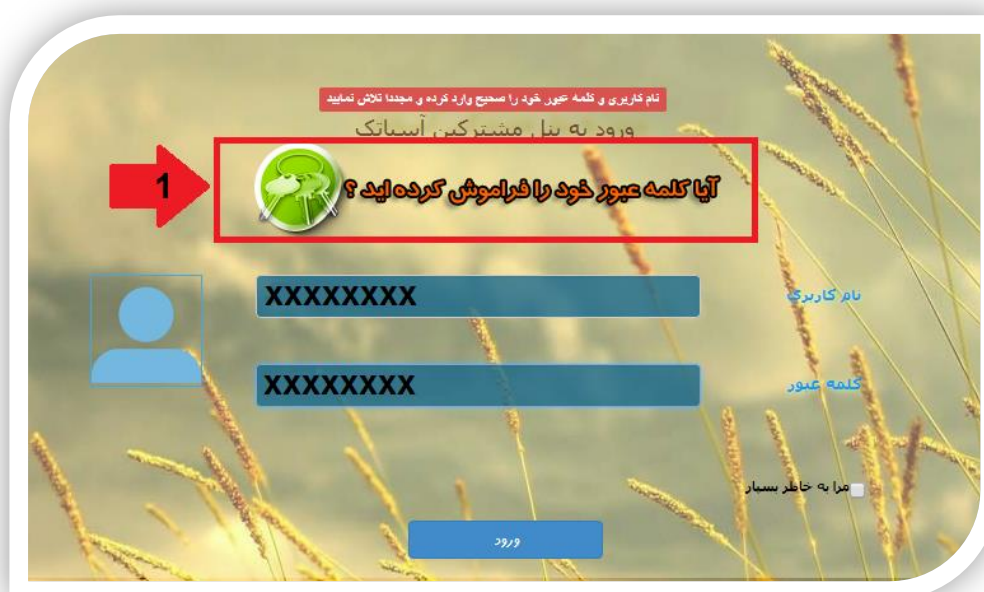 نام کاربری و کلمه عبور خود را صحیح وارد کرده و مجددا تلاش نمایید
ورود به پنل مشترکین آسیاتک
1
آیا کلمه عبور خود را فراموش کرده اید ؟
نام کاربری
XXXXXXXX
کلمه عبور
XXXXXXXX
مرا به خاطر بسپار
ورود